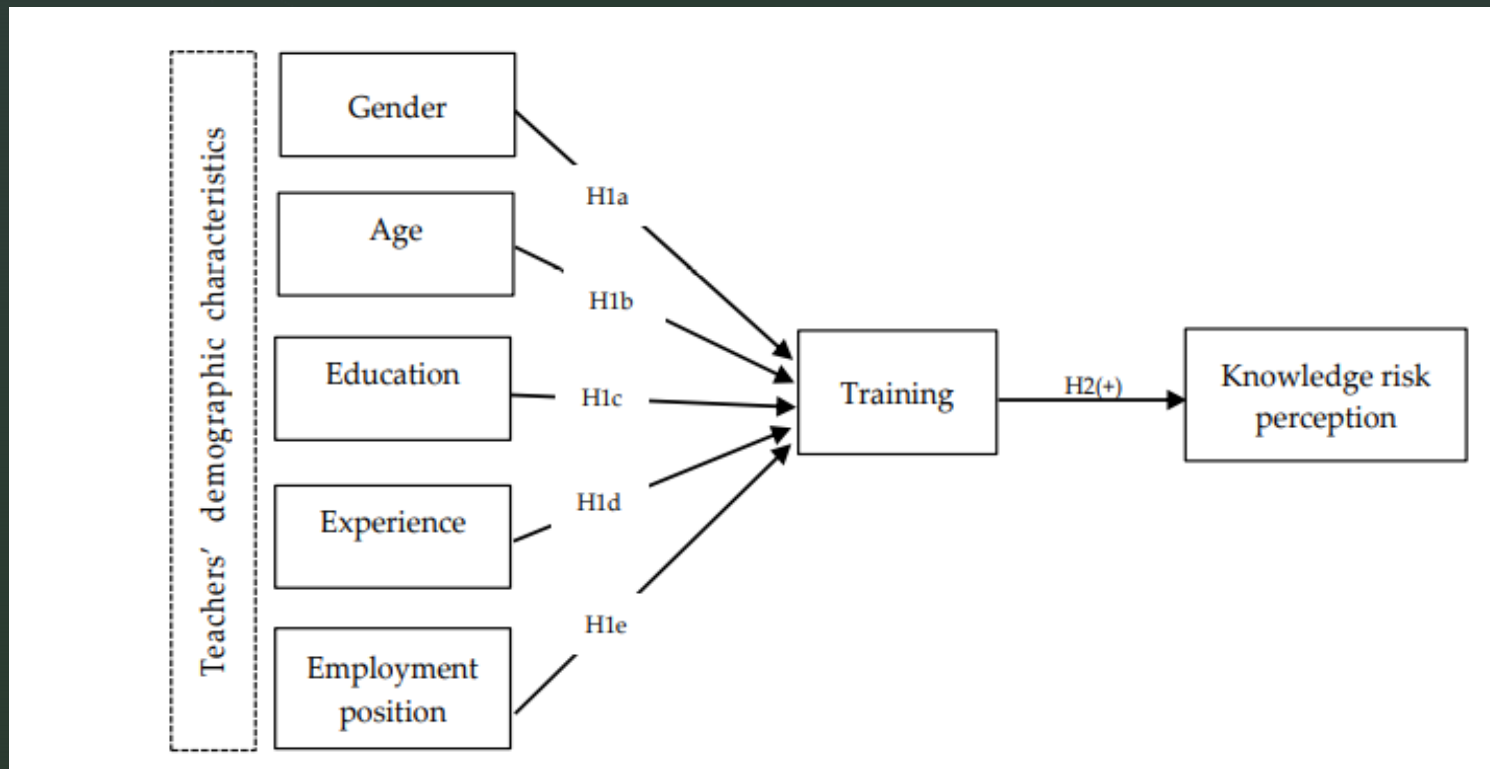 Teachers' demographic characteristics
Gender
Age
Education
Experience
Employment
position
H1a
H1b
H1c
H1d
H1e
Training
H2(+)
Knowledge risk
perception